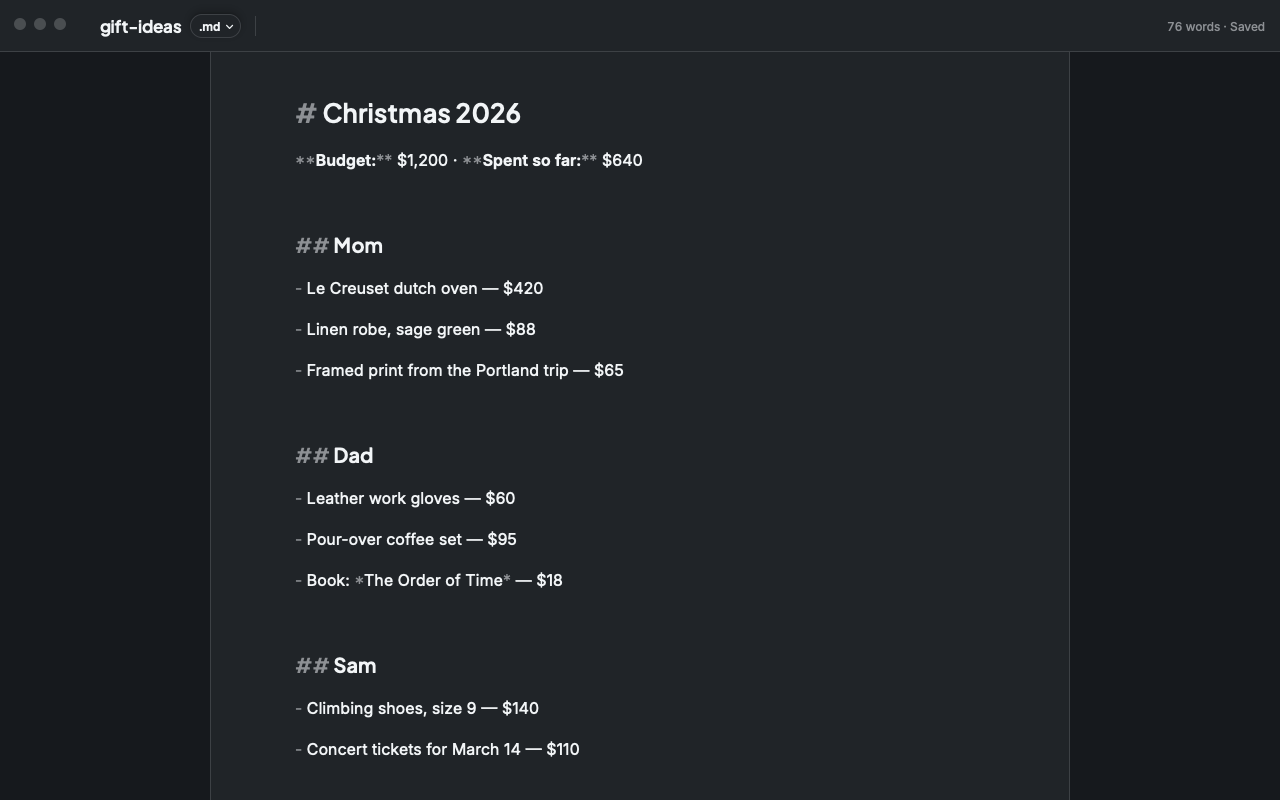 gift-ideas .md
76 words · Saved
# Christmas 2026
**Budget:** $1,200 · **Spent so far:** $640
## Mom
- Le Creuset dutch oven — $420
- Linen robe, sage green — $88
- Framed print from the Portland trip — $65
## Dad
- Leather work gloves — $60
- Pour-over coffee set — $95
- Book: *The Order of Time* — $18
## Sam
- Climbing shoes, size 9 — $140
- Concert tickets for March 14 — $110